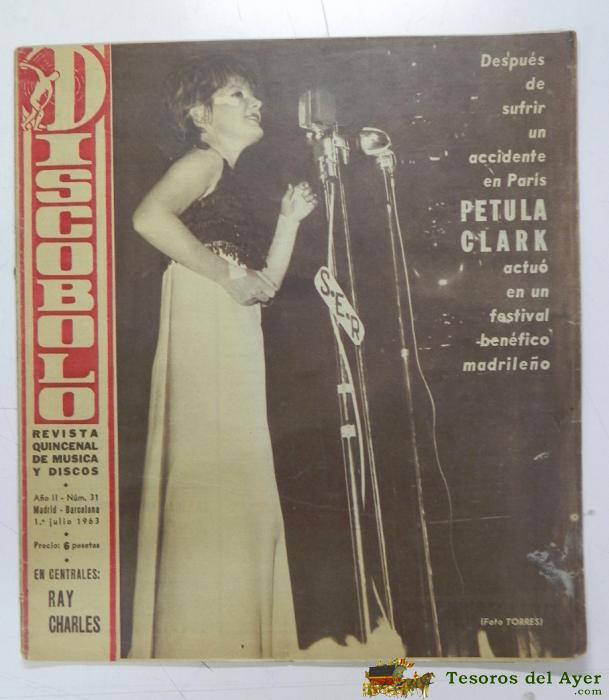 DISCOBOLO
REVISTA
QUINCENAL
DE MUSICA
Y DISCOS
Año II - Núm. 31
Madrid - Barcelona
1.º julio 1963
Precio: 6 pesetas
EN CENTRALES:
RAY
CHARLES
Después
de
sufrir
un
accidente
en París
PETULA
CLARK
actuó
en un
festival
benéfico
madrileño
S.E.R
(Foto TORRES)
Tesoros del Ayer
.com